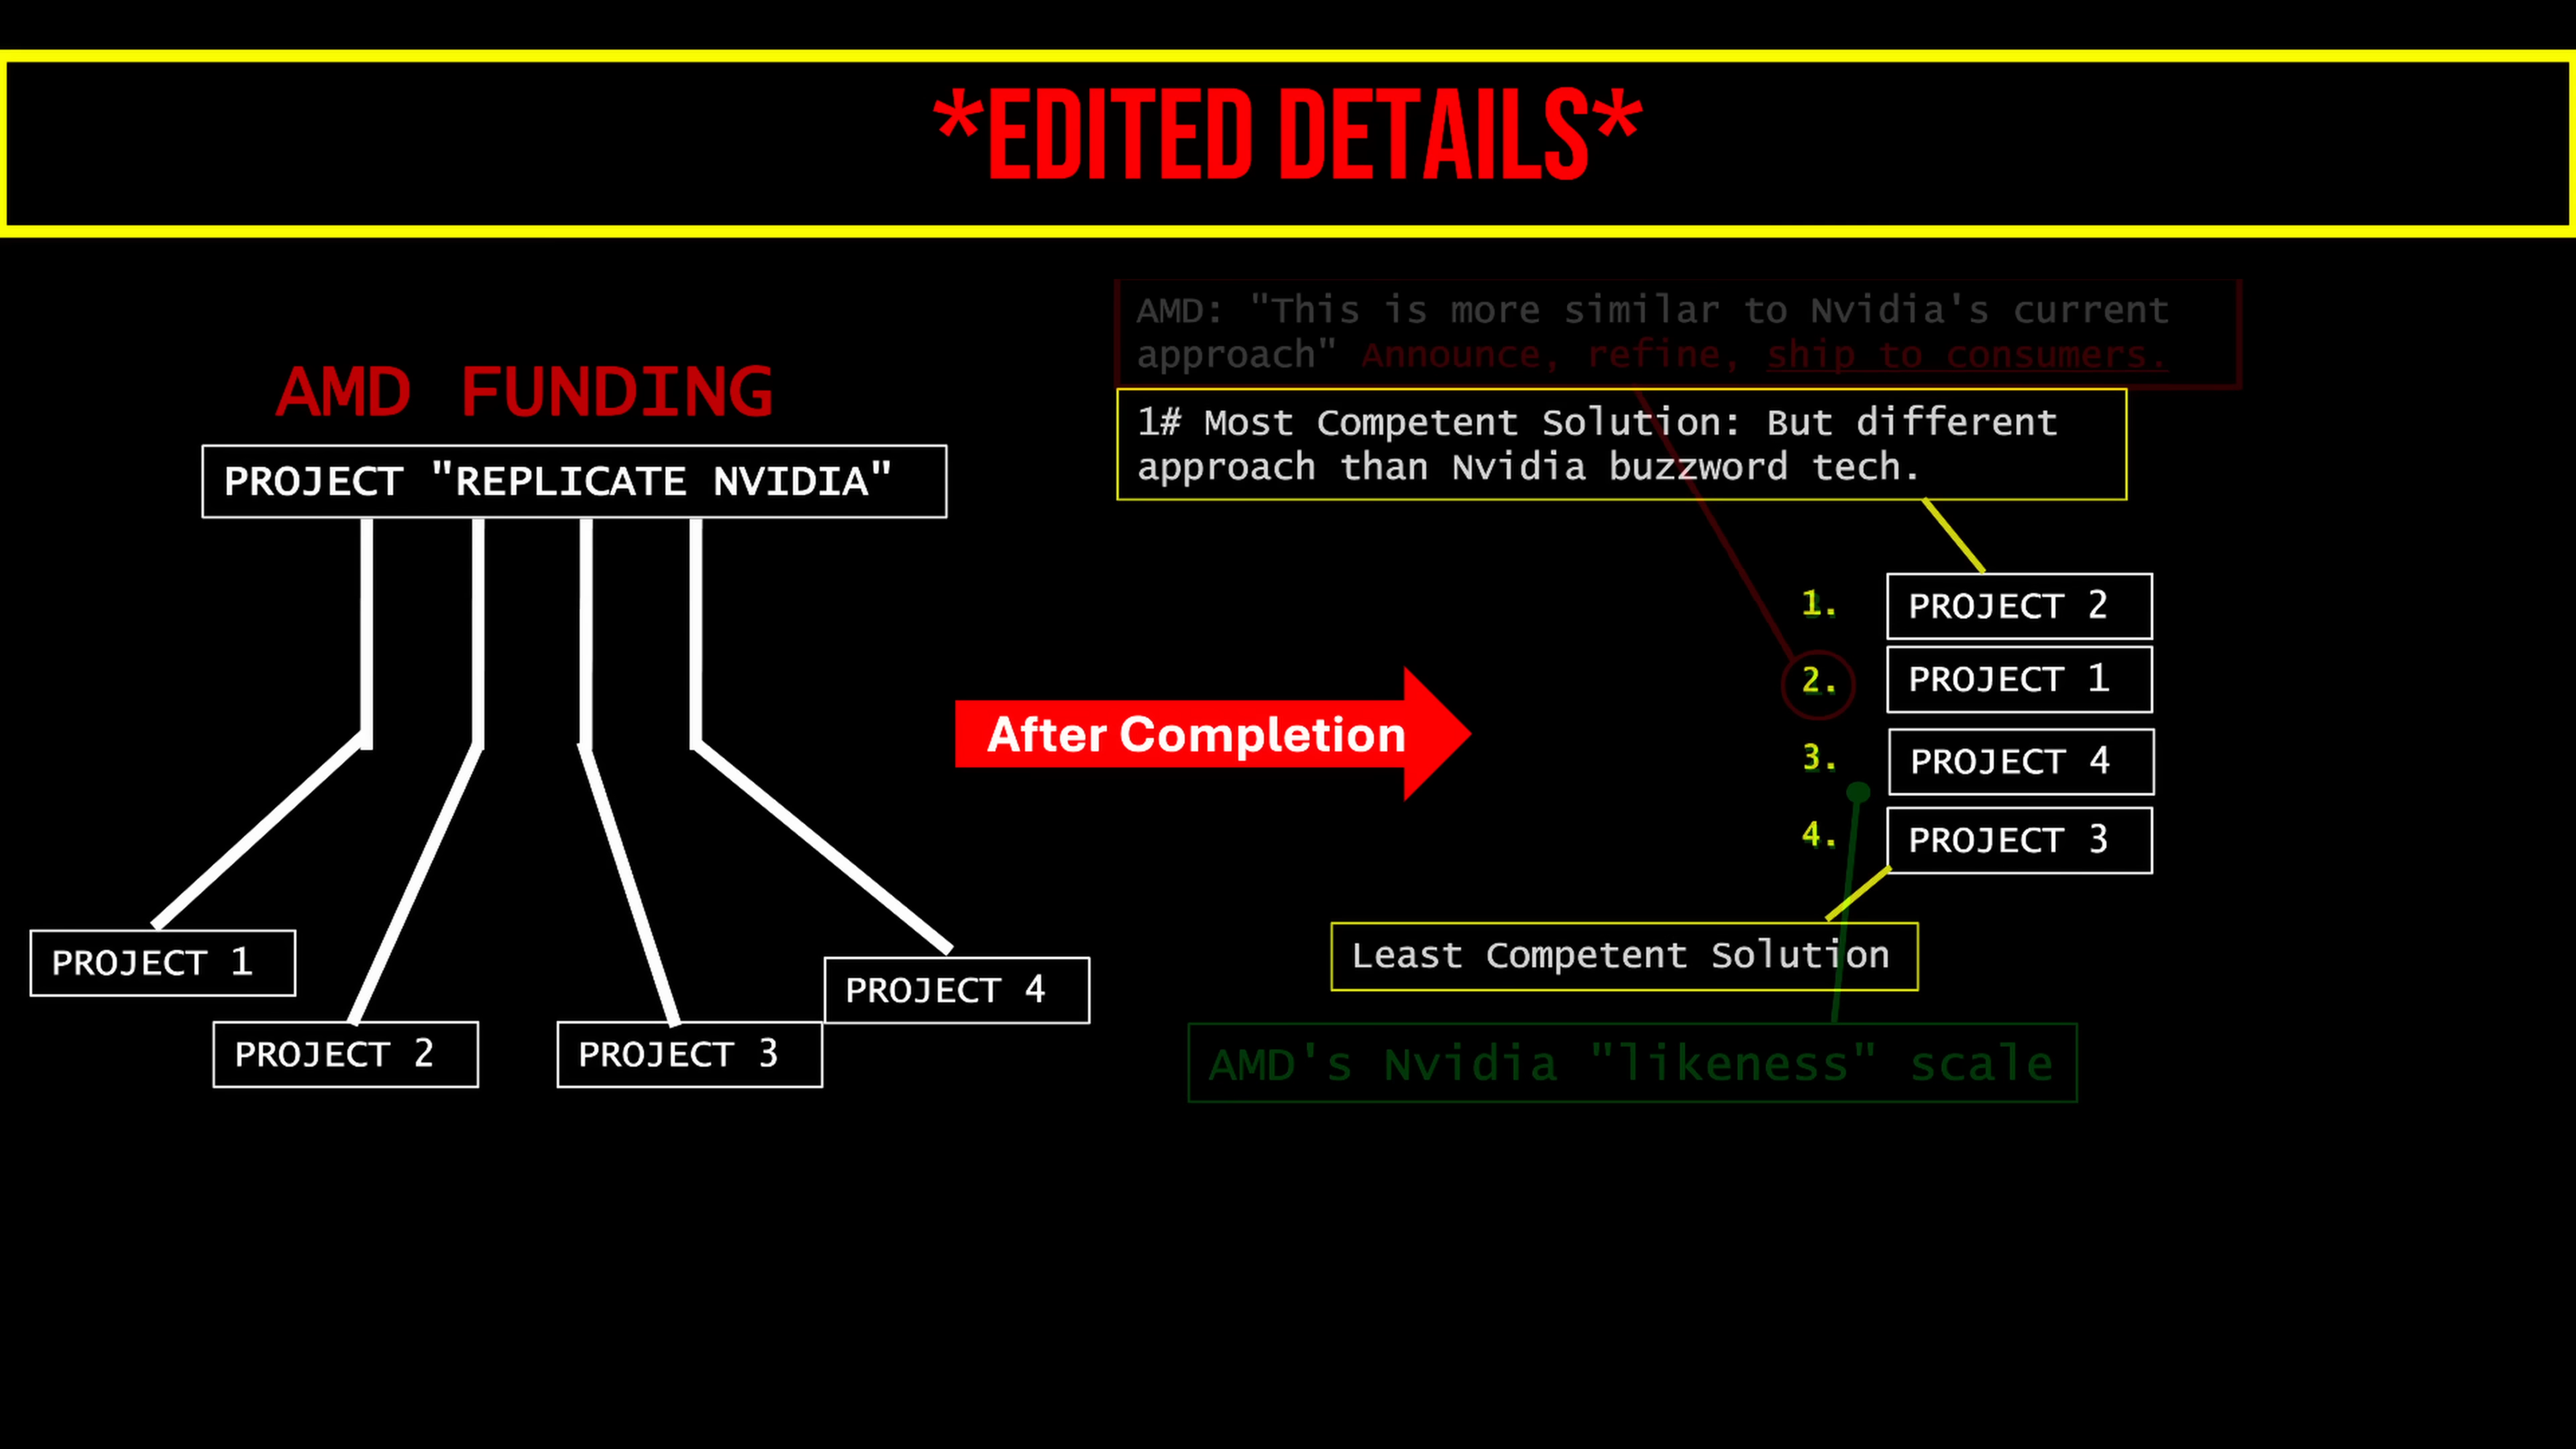 *EDITED DETAILS*
AMD FUNDING
PROJECT "REPLICATE NVIDIA"
PROJECT 1
PROJECT 2
PROJECT 3
PROJECT 4
After Completion
AMD: "This is more similar to Nvidia's current
approach" Announce, refine, ship to consumers.
1# Most Competent Solution: But different
approach than Nvidia buzzword tech.
1. PROJECT 2
2. PROJECT 1
3. PROJECT 4
4. PROJECT 3
Least Competent Solution
AMD's Nvidia "likeness" scale